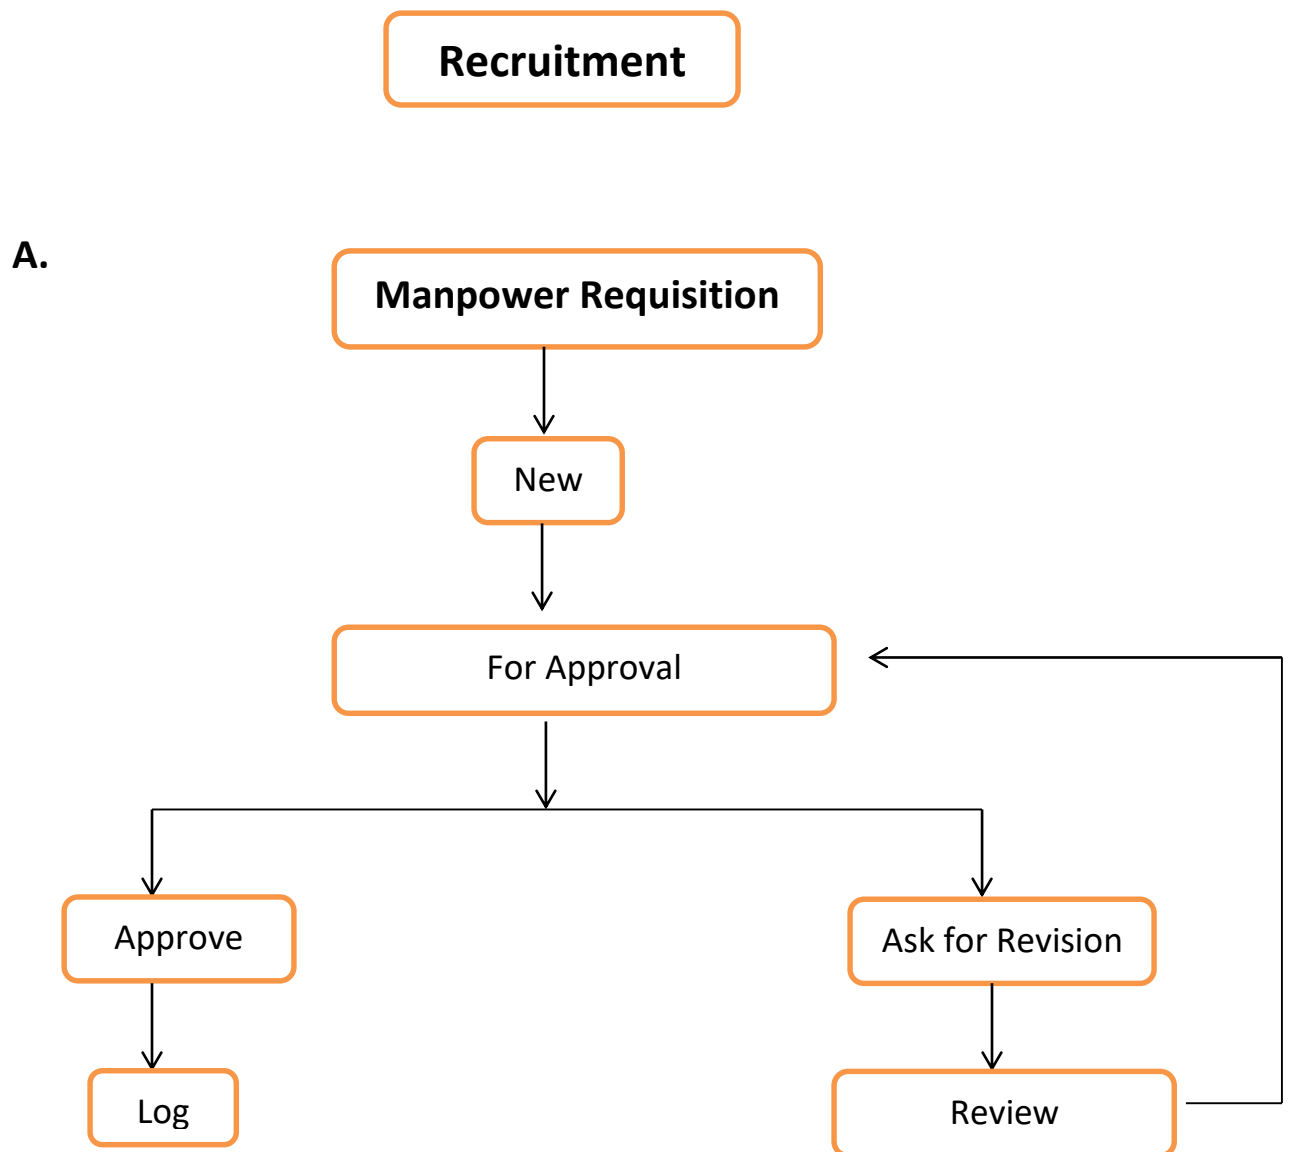 Recruitment
A.
Manpower Requisition
New
For Approval
Approve
Ask for Revision
Log
Review